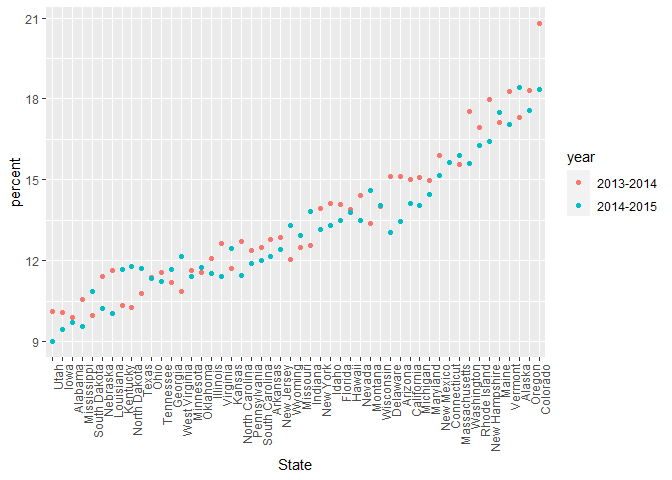 21
18
15
12
9
percent
Utah
Iowa
Alabama
Mississippi
South Dakota
Nebraska
Louisiana
Kentucky
North Dakota
Texas
Ohio
Tennessee
Georgia
West Virginia
Minnesota
Oklahoma
Illinois
Virginia
Kansas
North Carolina
Pennsylvania
South Carolina
Arkansas
New Jersey
Wyoming
Missouri
Indiana
New York
Idaho
Florida
Hawaii
Nevada
Montana
Wisconsin
Delaware
Arizona
California
Michigan
Maryland
New Mexico
Connecticut
Massachusetts
Washington
Rhode Island
New Hampshire
Maine
Vermont
Alaska
Oregon
Colorado
State
year
2013-2014
2014-2015